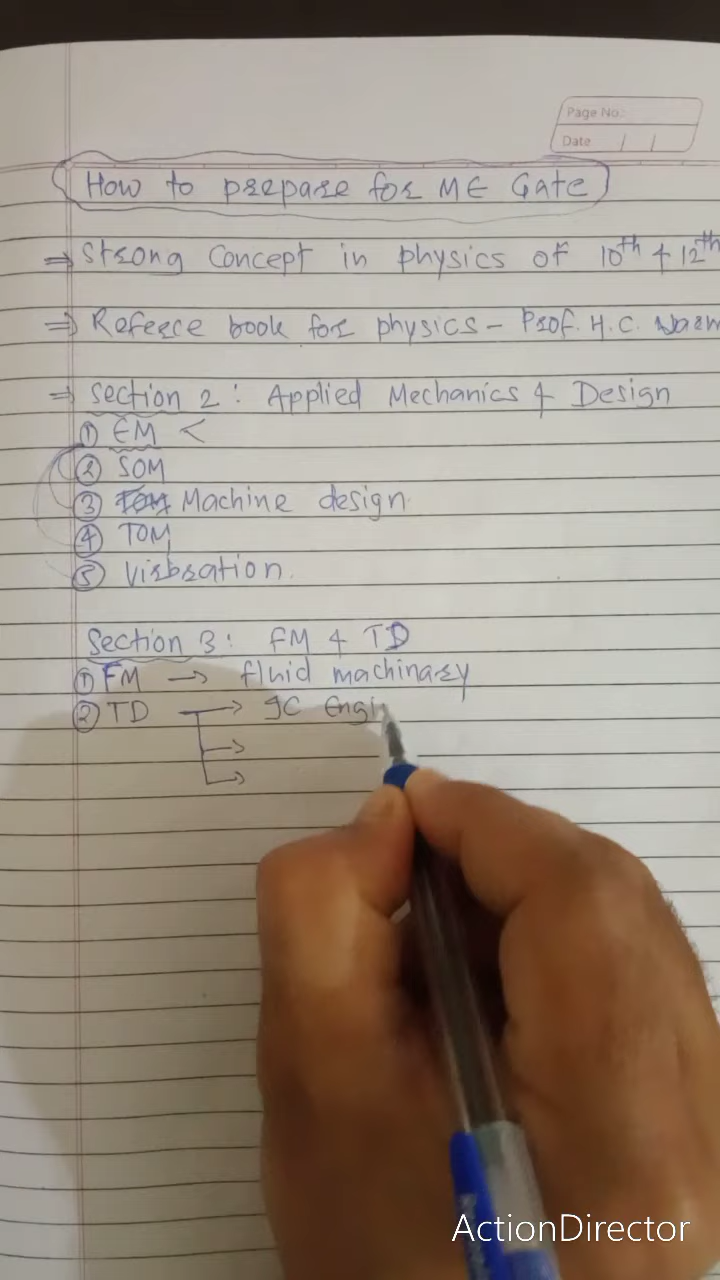 Page No.:
Date / /
How to prepare for ME Gate
⇒ Strong Concept in physics of 10th & 12th
⇒ Referce book for physics - Prof. H.C.
⇒ Section 2: Applied Mechanics & Design
① EM <
② SOM
③ Machine design
④ TOM
⑤ Visbration
Section 3: FM & TD
① FM → fluid machinary
② TD → IC Engi
ActionDirector